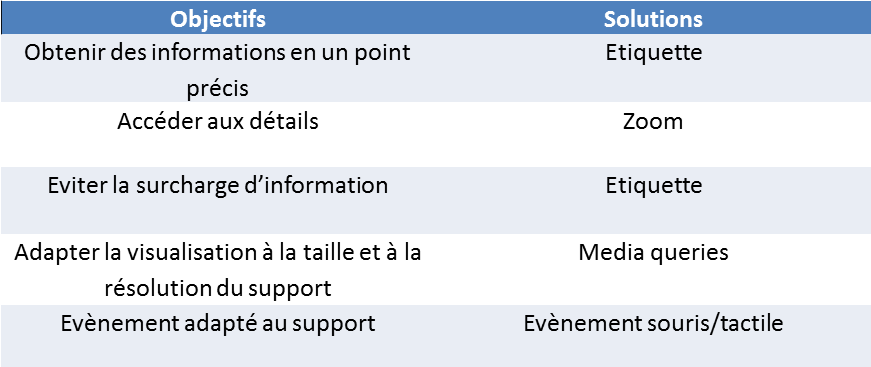 Objectifs Solutions
Obtenir des informations en un point Etiquette
précis
Accéder aux détails Zoom
Eviter la surcharge d’information Etiquette
Adapter la visualisation à la taille et à la Media queries
résolution du support
Evènement adapté au support Evènement souris/tactile